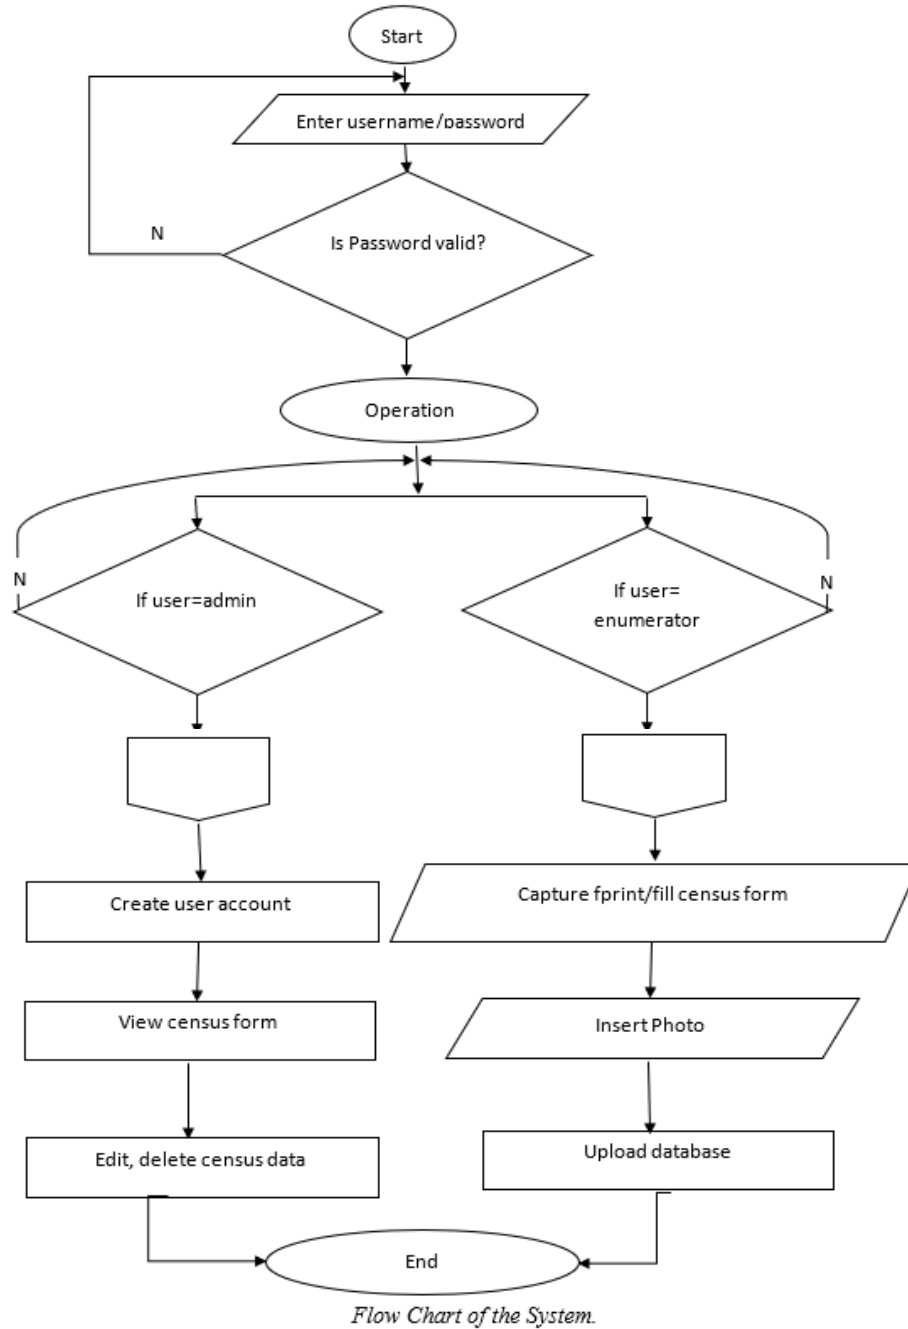 Start
Enter username/password
N
Is Password valid?
Operation
N
If user=admin
If user=
enumerator
N
Create user account
Capture fprint/fill census form
View census form
Insert Photo
Edit, delete census data
Upload database
End
Flow Chart of the System.